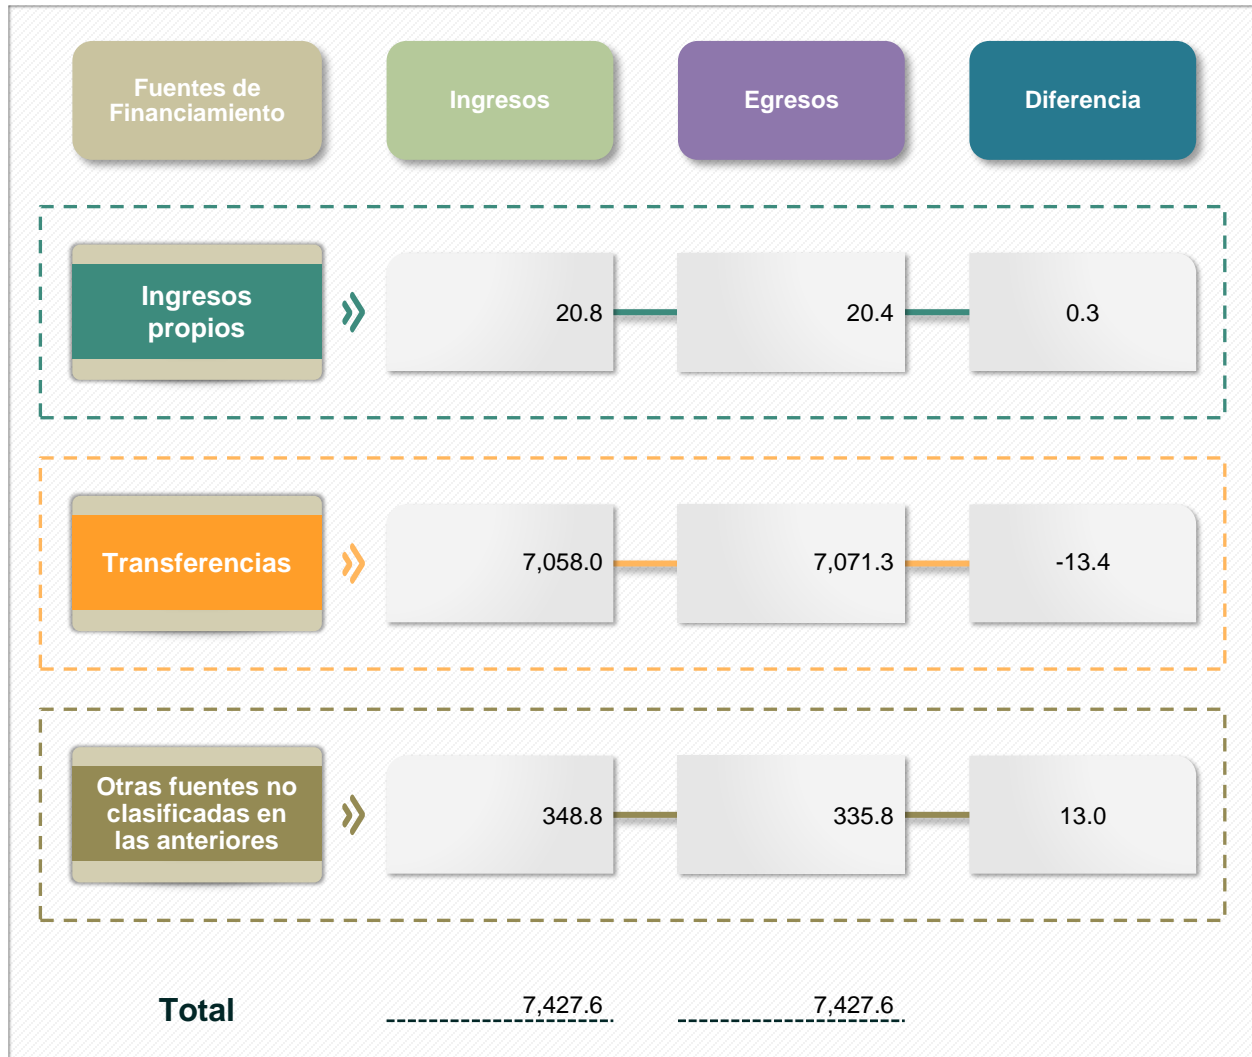 Fuentes de
Financiamiento
Ingresos
Egresos
Diferencia
Ingresos
propios
20.8
20.4
0.3
Transferencias
7,058.0
7,071.3
-13.4
Otras fuentes no
clasificadas en
las anteriores
348.8
335.8
13.0
Total
7,427.6
7,427.6